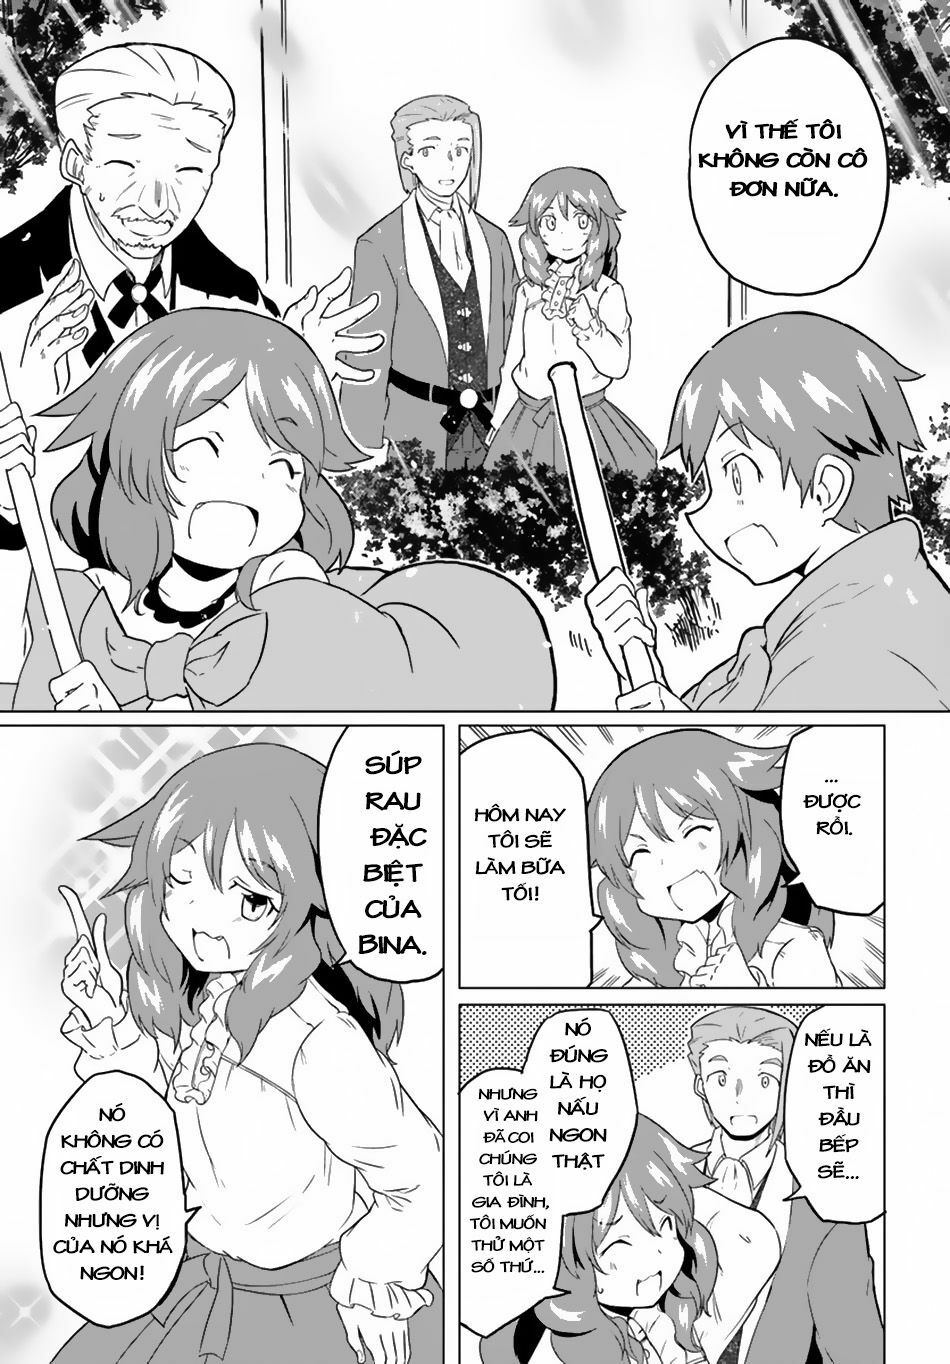 VÌ THẾ TÔI
KHÔNG CÒN CÔ
ĐƠN NỮA.
...
ĐƯỢC
RỒI.
HÔM NAY
TÔI SẼ
LÀM BỮA
TỐI!
NẾU LÀ
ĐỒ ĂN
THÌ
ĐẦU
BẾP
SẼ...
NÓ
ĐÚNG
LÀ HỌ
NẤU
NGON
THẬT
NHƯNG
VÌ ANH
ĐÃ COI
CHÚNG
TÔI LÀ
GIA ĐÌNH,
TÔI MUỐN
THỬ MỘT
SỐ THỨ...
SÚP
RAU
ĐẶC
BIỆT
CỦA
BINA.
NÓ
KHÔNG CÓ
CHẤT DINH
DƯỠNG
NHƯNG VỊ
CỦA NÓ KHÁ
NGON!